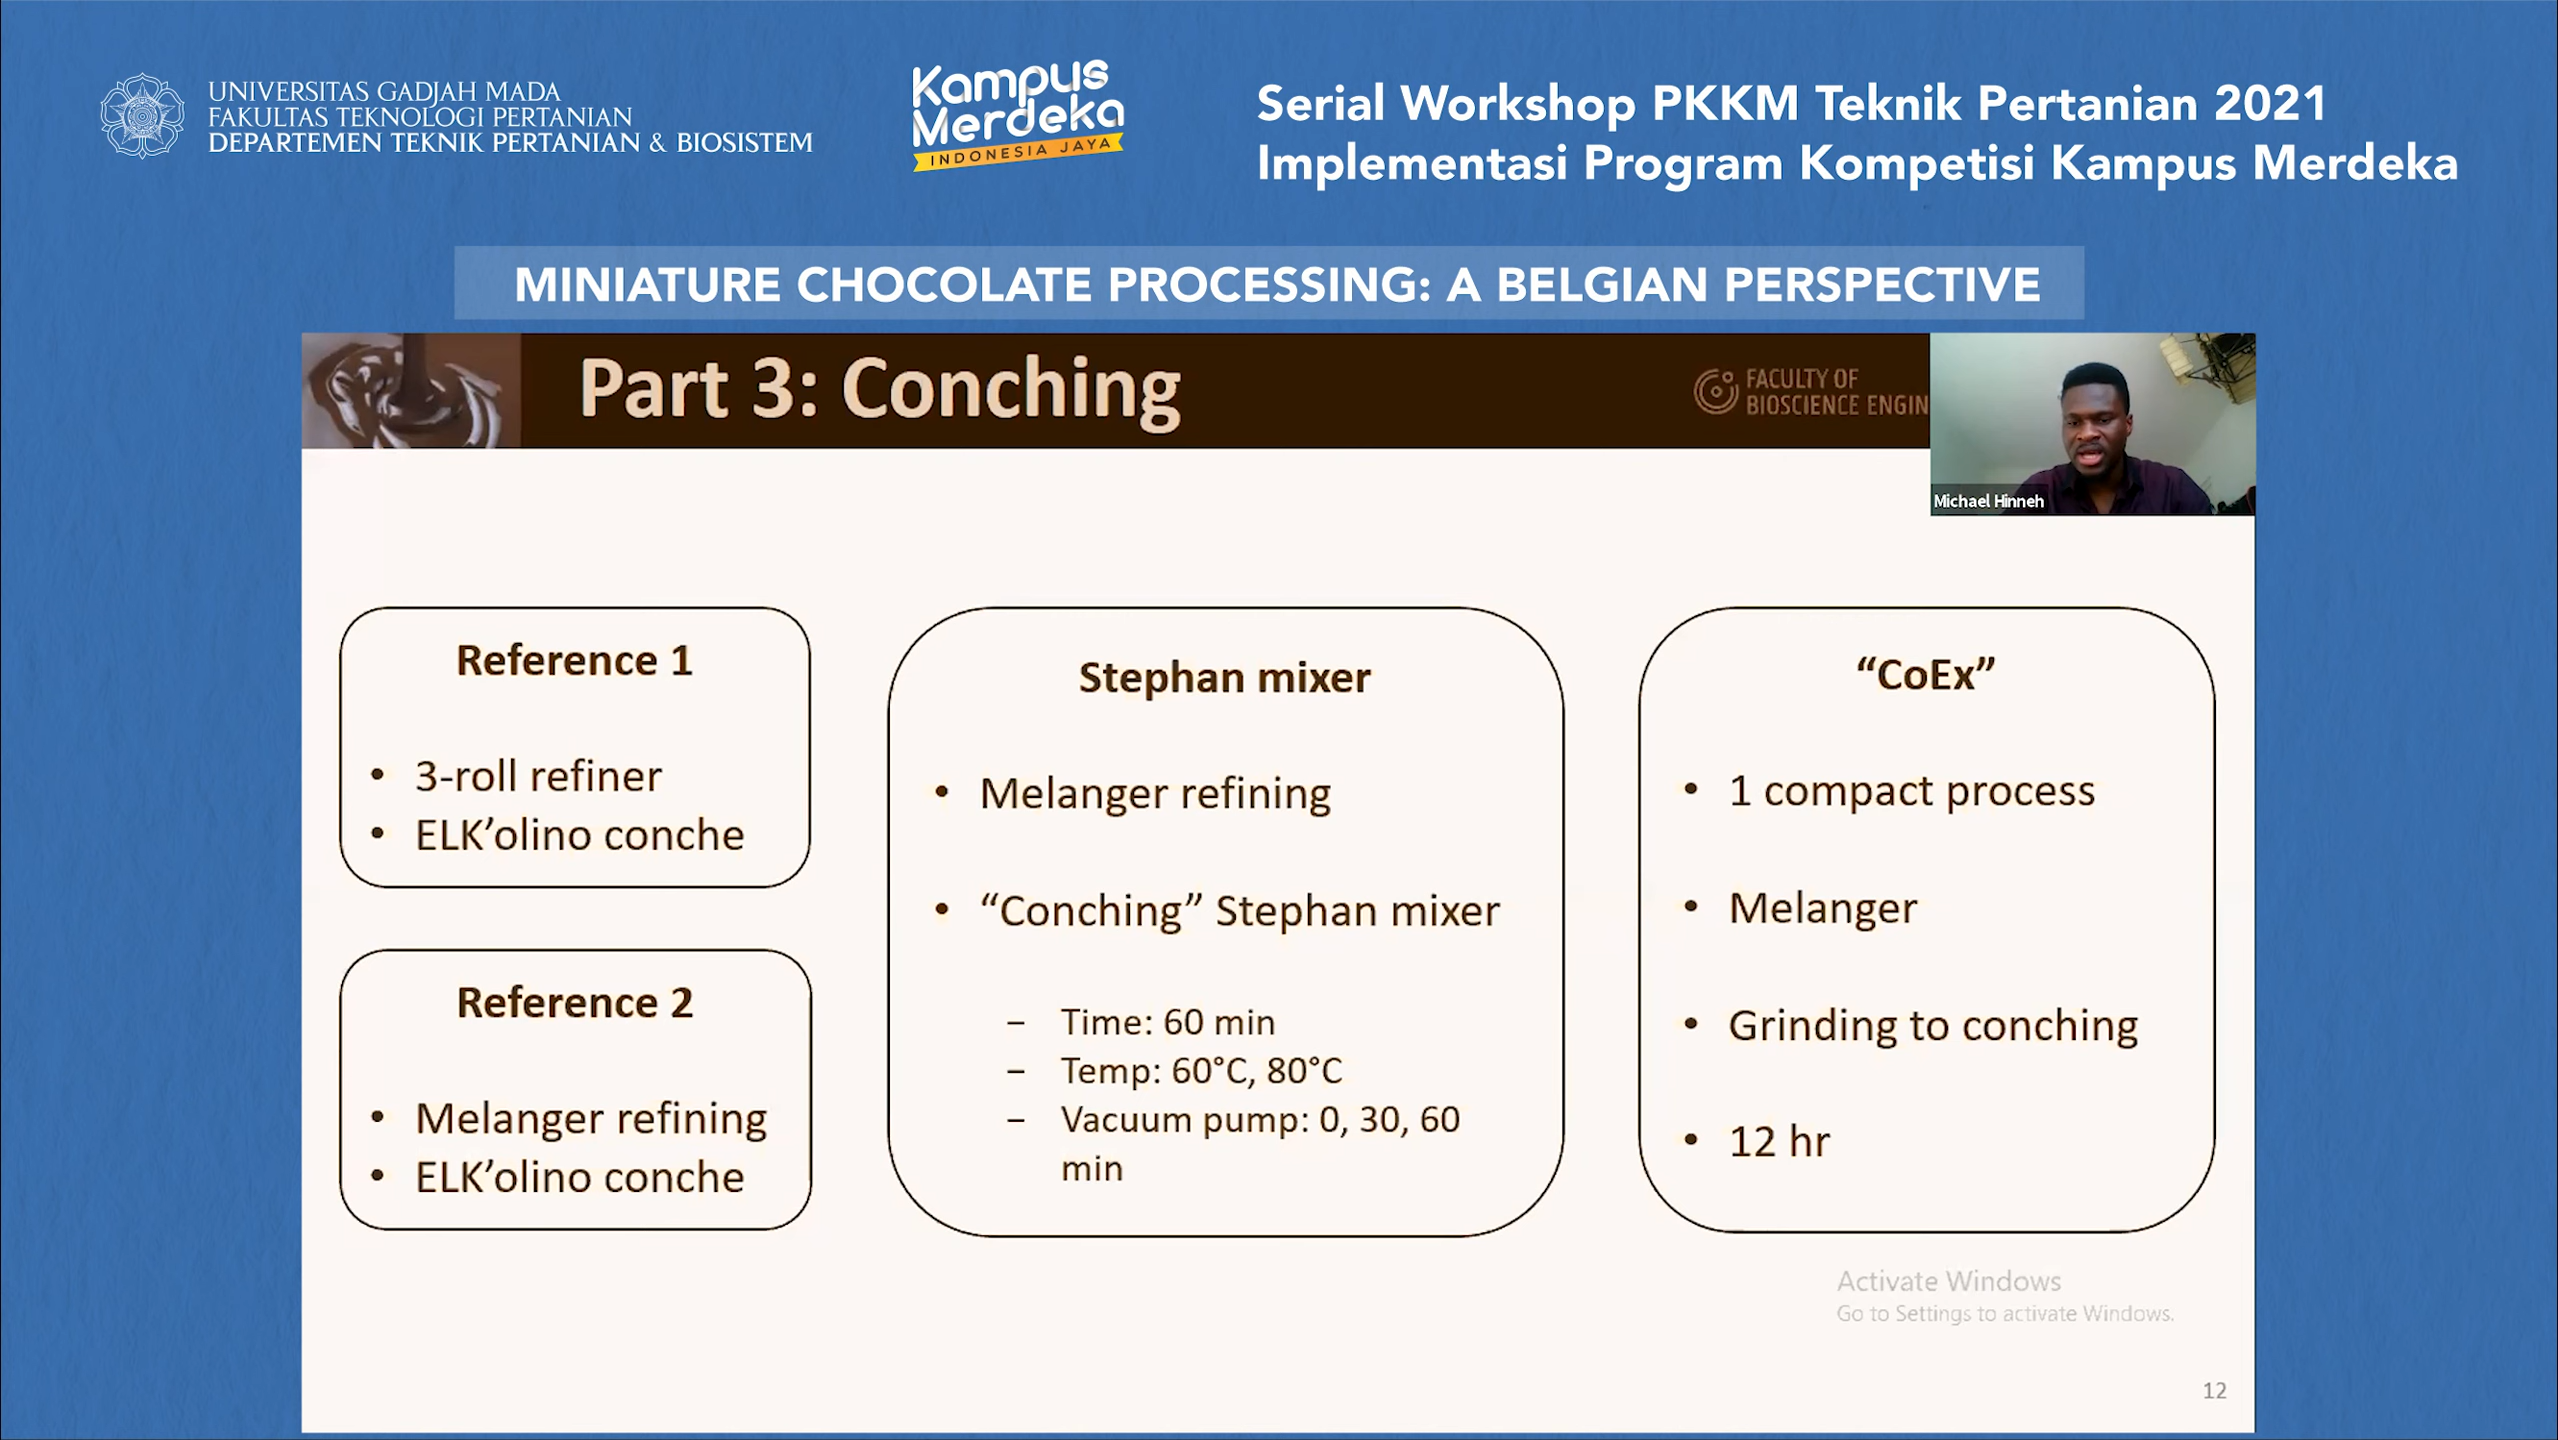 UNIVERSITAS GADJAH MADA
FAKULTAS TEKNOLOGI PERTANIAN
DEPARTEMEN TEKNIK PERTANIAN & BIOSISTEM
Kampus
Merdeka
INDONESIA JAYA
Serial Workshop PKKM Teknik Pertanian 2021
Implementasi Program Kompetisi Kampus Merdeka
MINIATURE CHOCOLATE PROCESSING: A BELGIAN PERSPECTIVE
Part 3: Conching
FACULTY OF
BIOSCIENCE ENGIN
Michael Hinneh
Reference 1
• 3-roll refiner
• ELK’olino conche
Reference 2
• Melanger refining
• ELK’olino conche
Stephan mixer
• Melanger refining
• “Conching” Stephan mixer
– Time: 60 min
– Temp: 60°C, 80°C
– Vacuum pump: 0, 30, 60
min
“CoEx”
• 1 compact process
• Melanger
• Grinding to conching
• 12 hr
Activate Windows
Go to Settings to activate Windows.
12